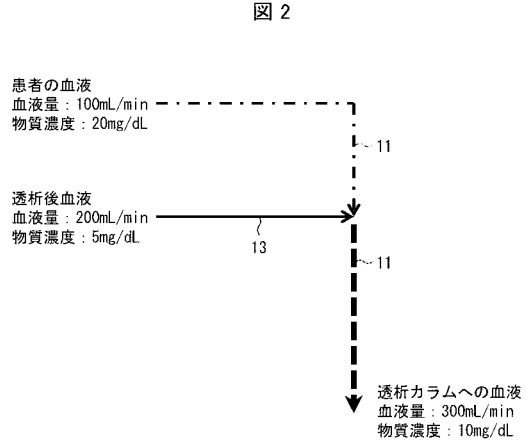 図2
患者の血液
血液量：100mL/min
物質濃度：20mg/dL
11
透析後血液
血液量：200mL/min
物質濃度：5mg/dL
13
11
透析カラムへの血液
血液量：300mL/min
物質濃度：10mg/dL